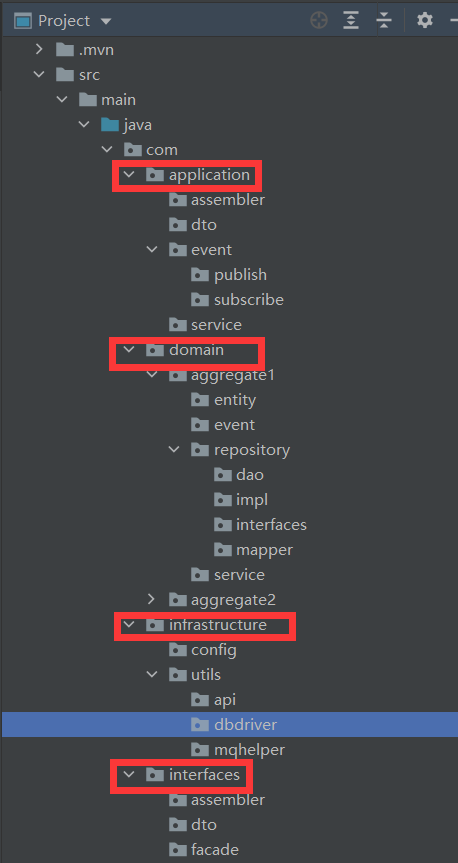 Project
.mvn
src
main
java
com
application
assembler
dto
event
publish
subscribe
service
domain
aggregate1
entity
event
repository
dao
impl
interfaces
mapper
service
aggregate2
infrastructure
config
utils
api
dbdriver
mqhelper
interfaces
assembler
dto
facade